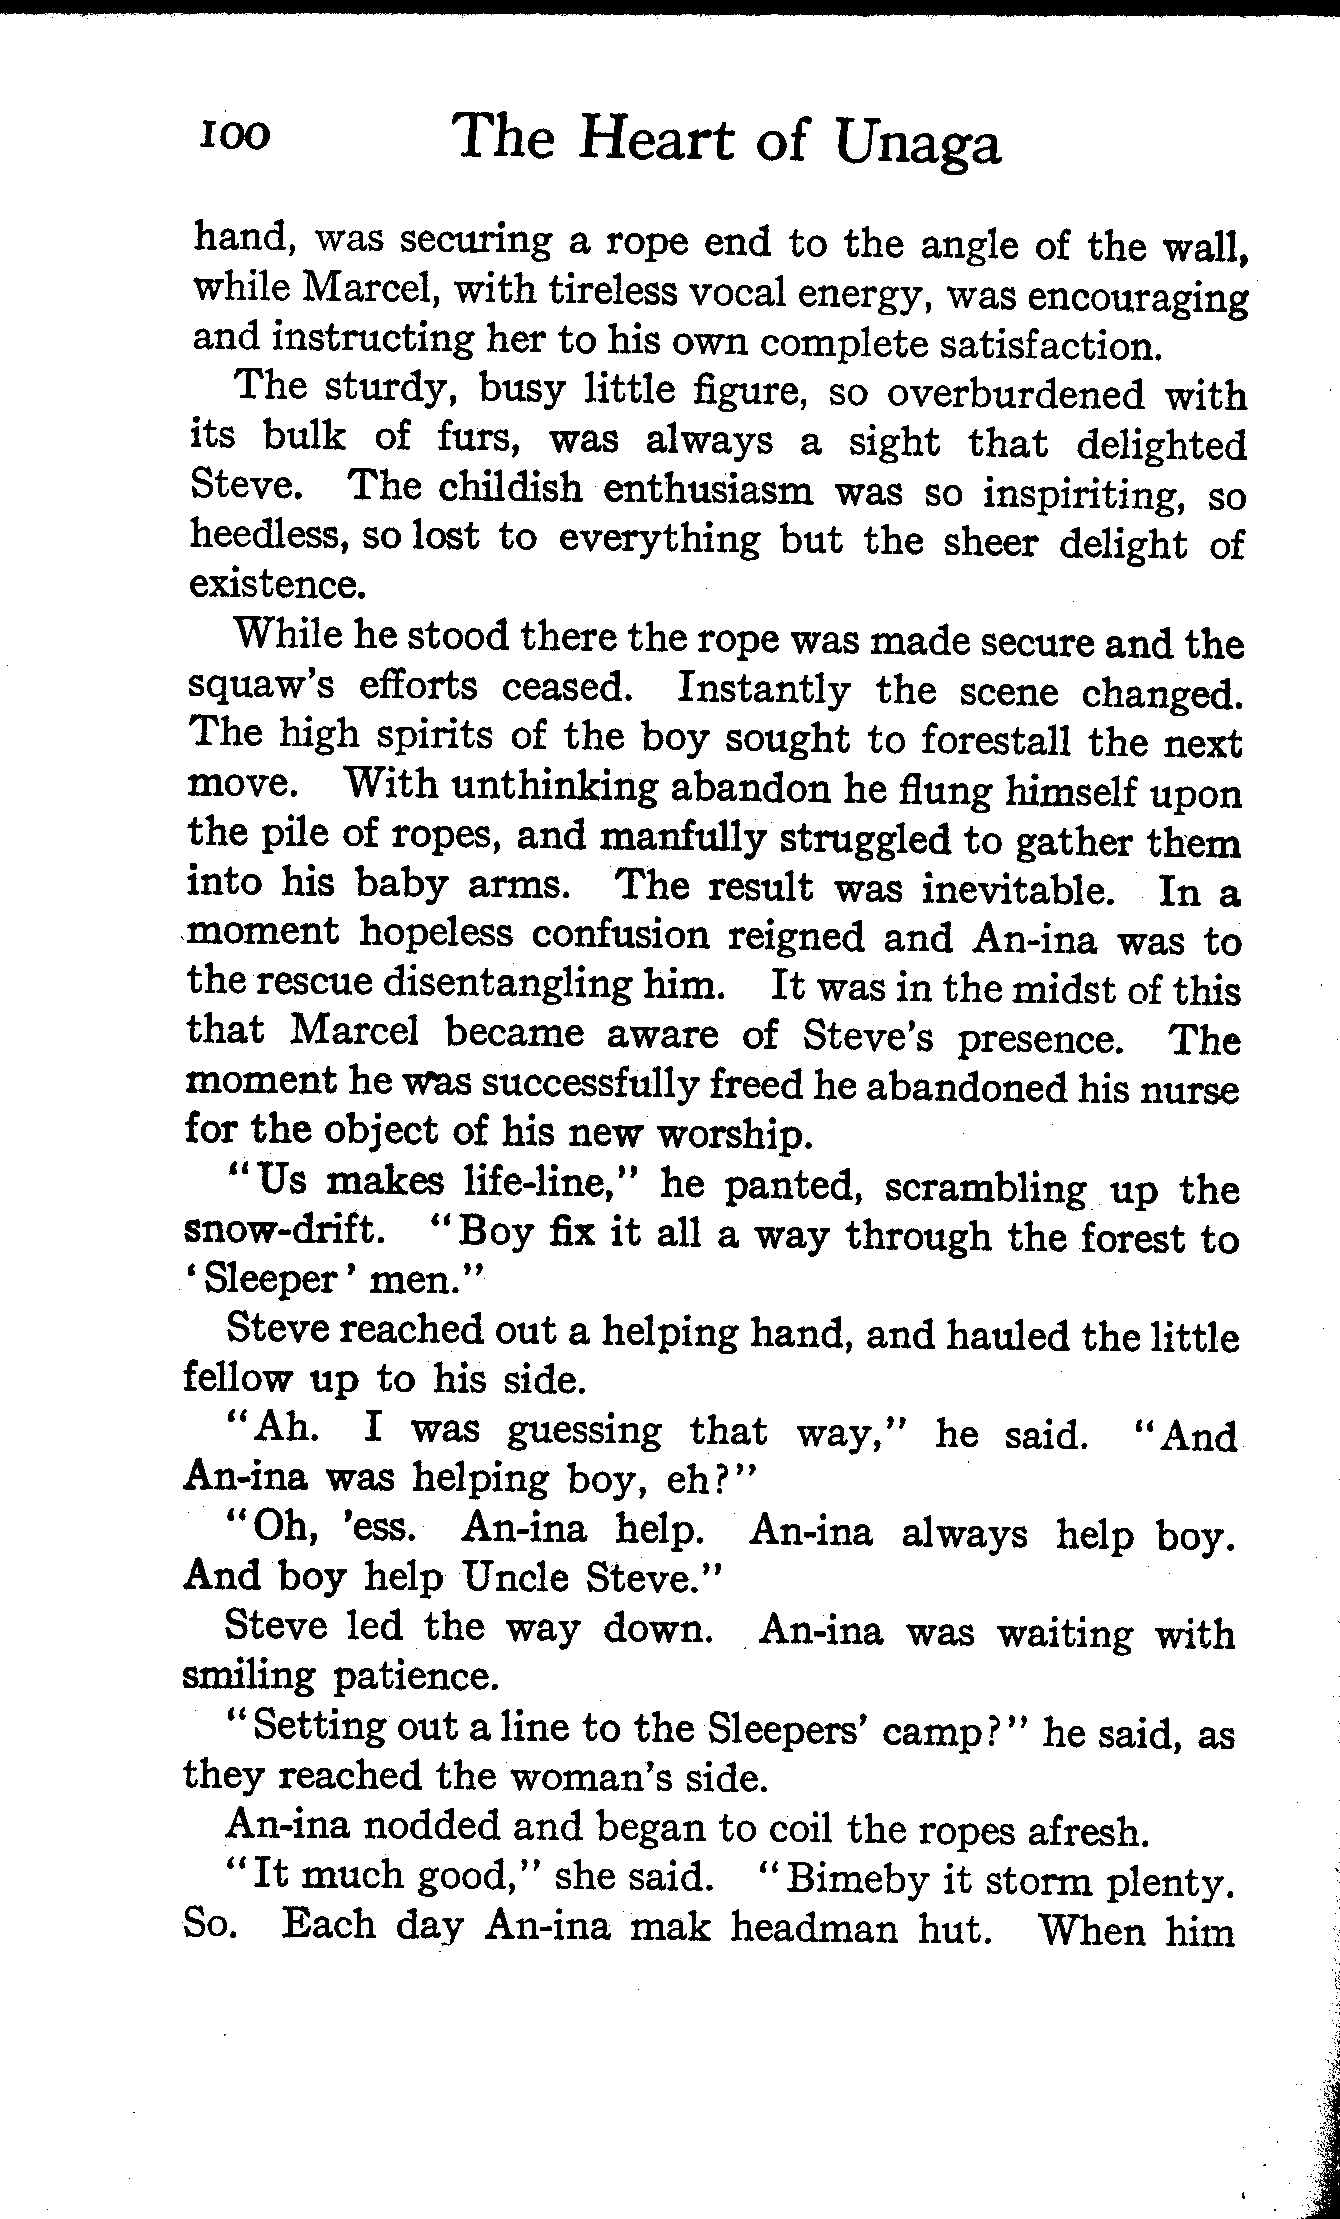 100 The Heart of Unaga
hand, was securing a rope end to the angle of the wall,
while Marcel, with tireless vocal energy, was encouraging
and instructing her to his own complete satisfaction.
The sturdy, busy little figure, so overburdened with
its bulk of furs, was always a sight that delighted
Steve. The childish enthusiasm was so inspiriting, so
heedless, so lost to everything but the sheer delight of
existence.
While he stood there the rope was made secure and the
squaw's efforts ceased. Instantly the scene changed.
The high spirits of the boy sought to forestall the next
move. With unthinking abandon he flung himself upon
the pile of ropes, and manfully struggled to gather them
into his baby arms. The result was inevitable. In a
moment hopeless confusion reigned and An-ina was to
the rescue disentangling him. It was in the midst of this
that Marcel became aware of Steve's presence. The
moment he was successfully freed he abandoned his nurse
for the object of his new worship.
"Us makes life-line," he panted, scrambling up the
snow-drift. "Boy fix it all a way through the forest to
'Sleeper' men."
Steve reached out a helping hand, and hauled the little
fellow up to his side.
"Ah. I was guessing that way," he said. "And
An-ina was helping boy, eh?"
"Oh, 'ess. An-ina help. An-ina always help boy.
And boy help Uncle Steve."
Steve led the way down. An-ina was waiting with
smiling patience.
"Setting out a line to the Sleepers' camp?" he said, as
they reached the woman's side.
An-ina nodded and began to coil the ropes afresh.
"It much good," she said. "Bimeby it storm plenty.
So. Each day An-ina mak headman hut. When him